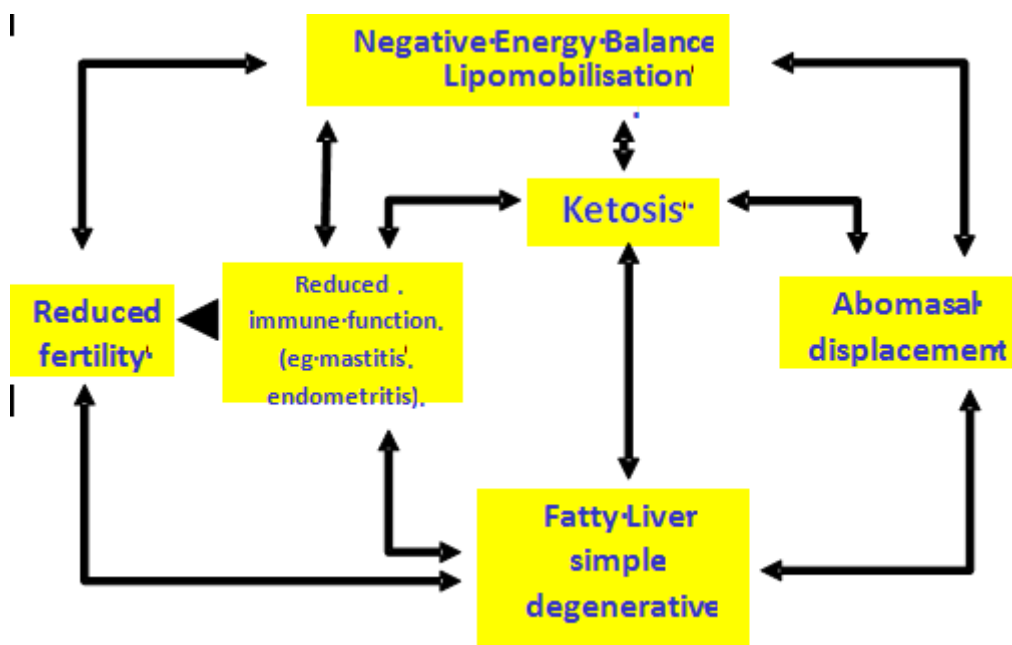 Negative Energy Balance
Lipomobilisation
Ketosis
Reduced
fertility
Reduced
immune function,
(eg mastitis,
endometritis).
Abomasal
displacement
Fatty Liver
simple
degenerative